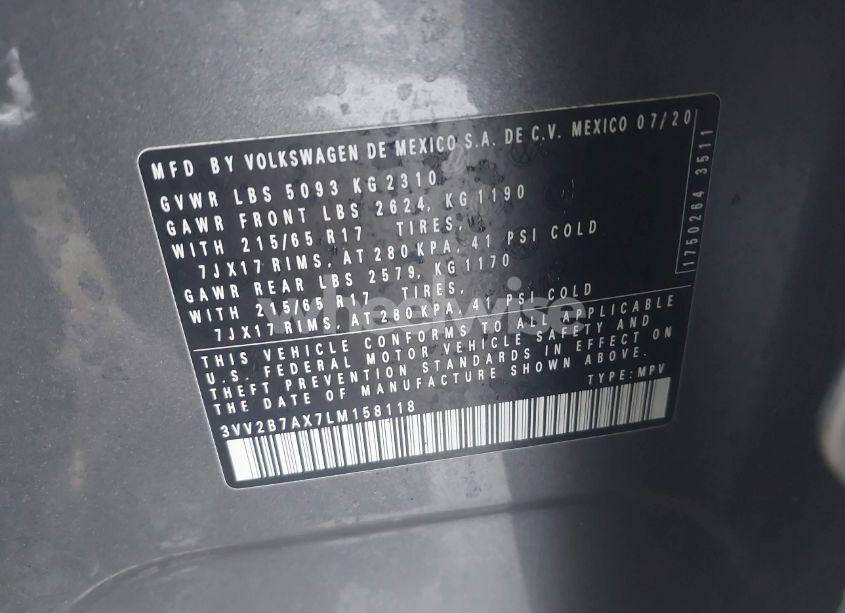 MFD BY VOLKSWAGEN DE MEXICO S.A. DE C.V. MEXICO 07/20
GVWR LBS 5093 KG 2310
GAWR FRONT LBS 2624, KG 1190
WITH 215/65 R17 TIRES,
7JX17 RIMS, AT 280 KPA, 41 PSI COLD
GAWR REAR LBS 2579, KG 1170
WITH 215/65 R17 TIRES,
7JX17 RIMS, AT 280 KPA, 41 PSI COLD
THIS VEHICLE CONFORMS TO ALL APPLICABLE
U.S. FEDERAL MOTOR VEHICLE SAFETY AND
THEFT PREVENTION STANDARDS IN EFFECT ON
THE DATE OF MANUFACTURE SHOWN ABOVE.
TYPE: MPV
3VV2B7AX7LM158118
1750264 3511
wheelwise